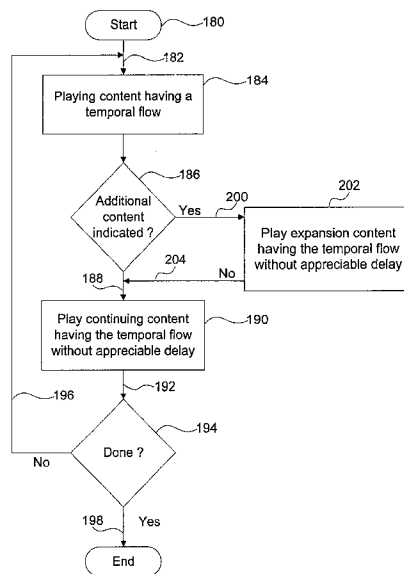 Start
180
182
184
Playing content having a
temporal flow
186
Additional
content
indicated ?
Yes
200
202
Play expansion content
having the temporal flow
without appreciable delay
204
No
188
190
Play continuing content
having the temporal flow
without appreciable delay
192
196
194
Done ?
No
198
Yes
End